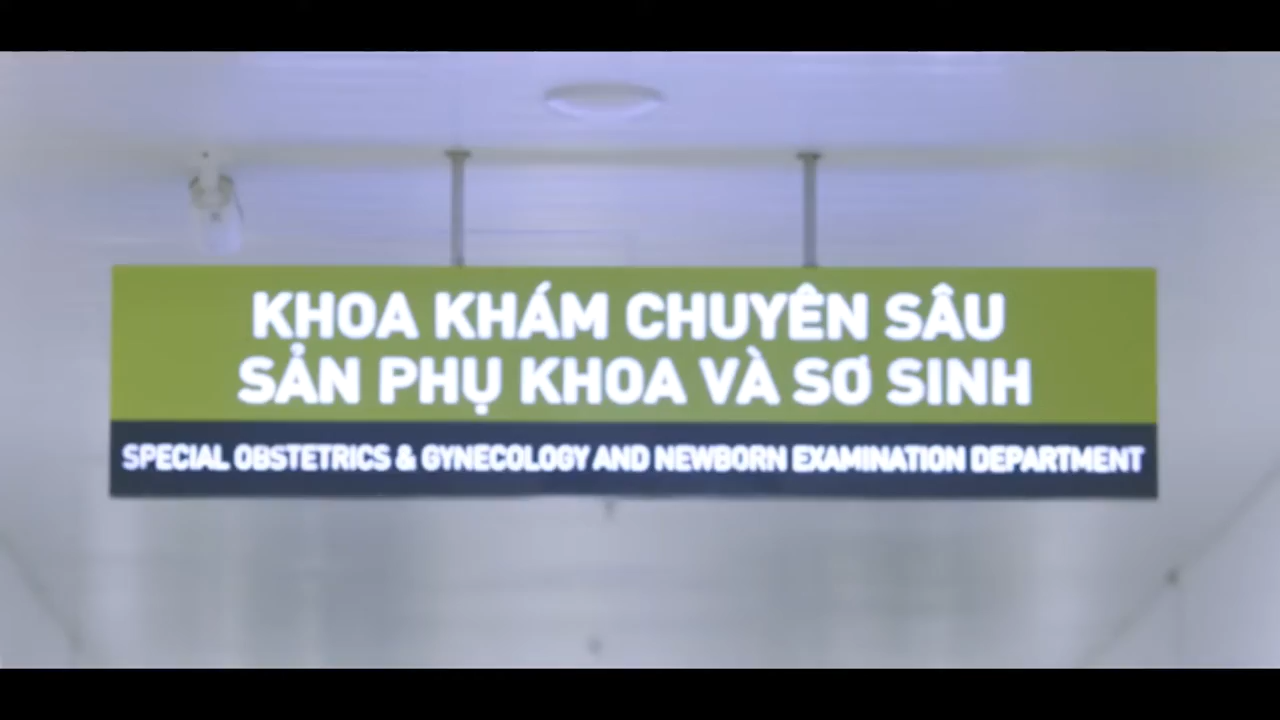 KHOA KHÁM CHUYÊN SÂU
SẢN PHỤ KHOA VÀ SƠ SINH
SPECIAL OBSTETRICS & GYNECOLOGY AND NEWBORN EXAMINATION DEPARTMENT